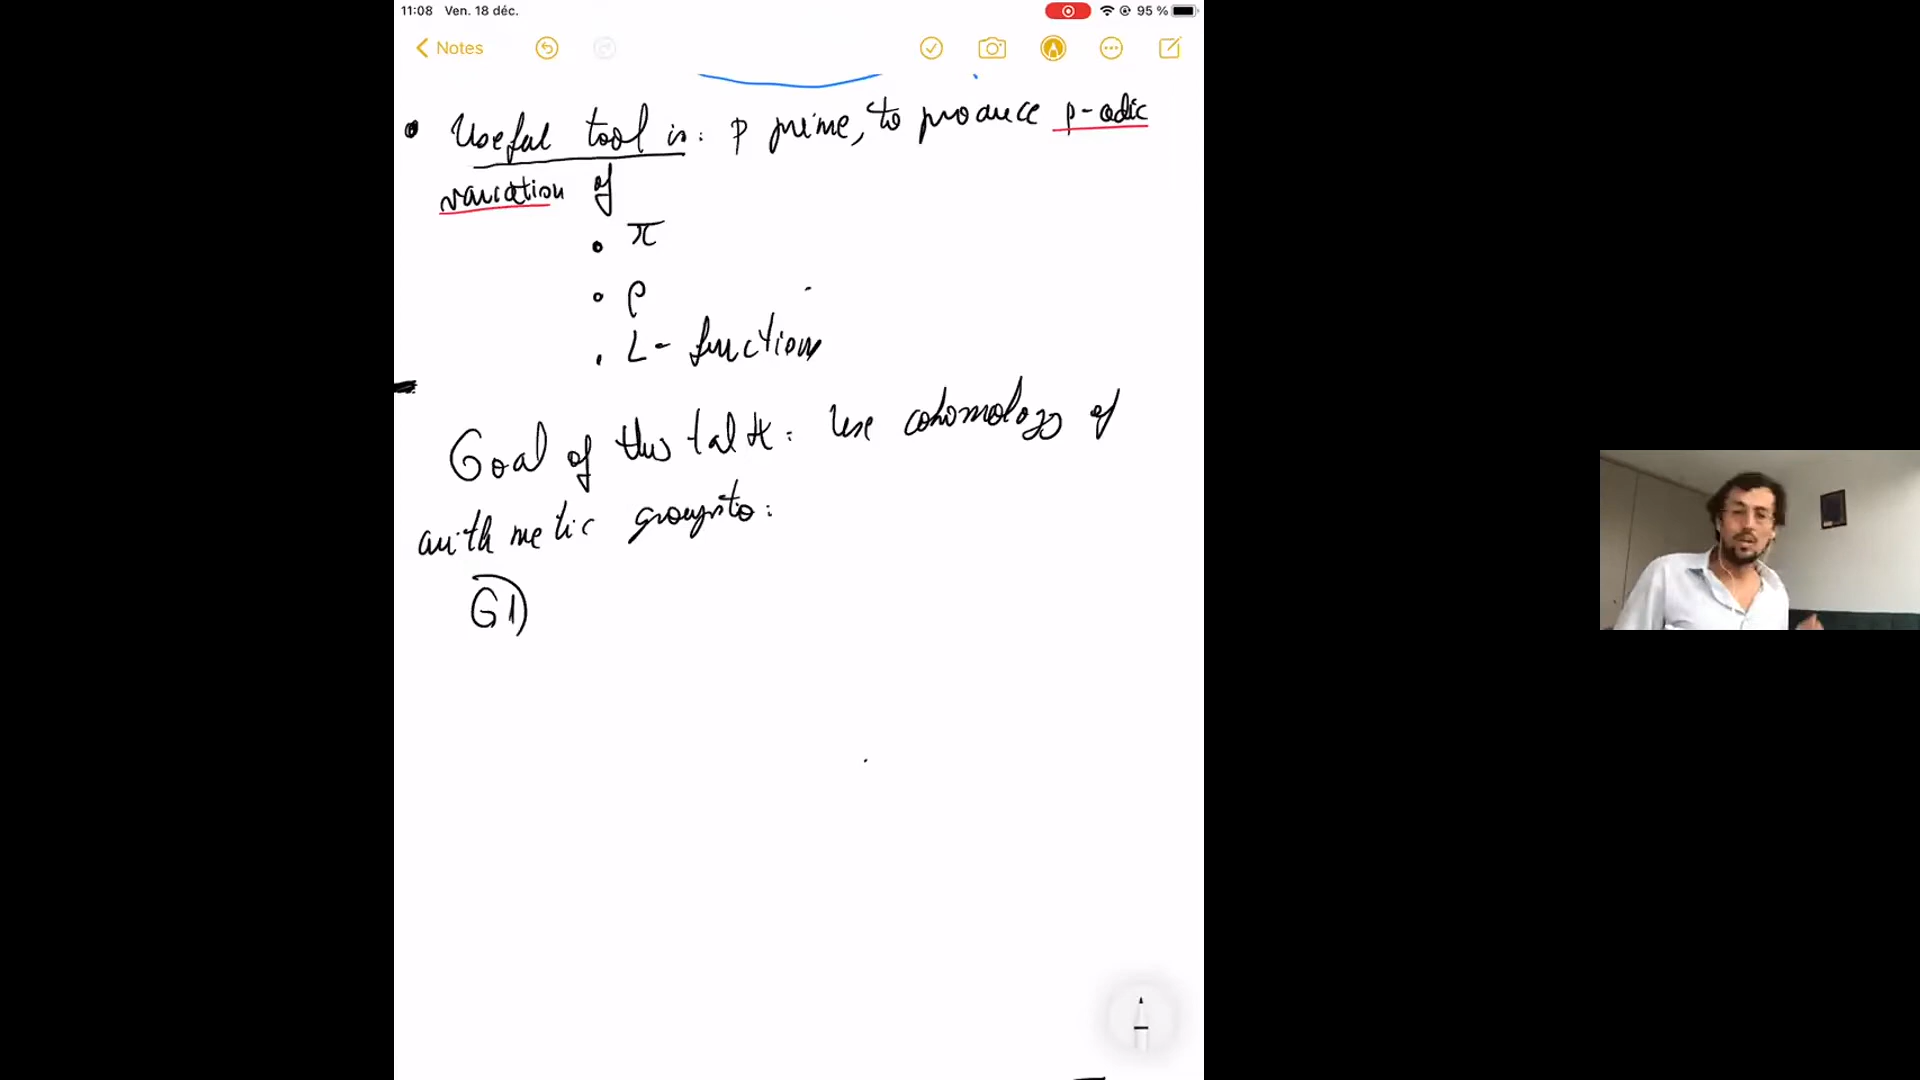 11:08 Ven. 18 déc. 95 %
Notes
• Useful tool is: p prime, to produce p-adic
variation of
• π
• ρ
• L-function
Goal of this talk: Use cohomology of
arithmetic groups to:
G1)